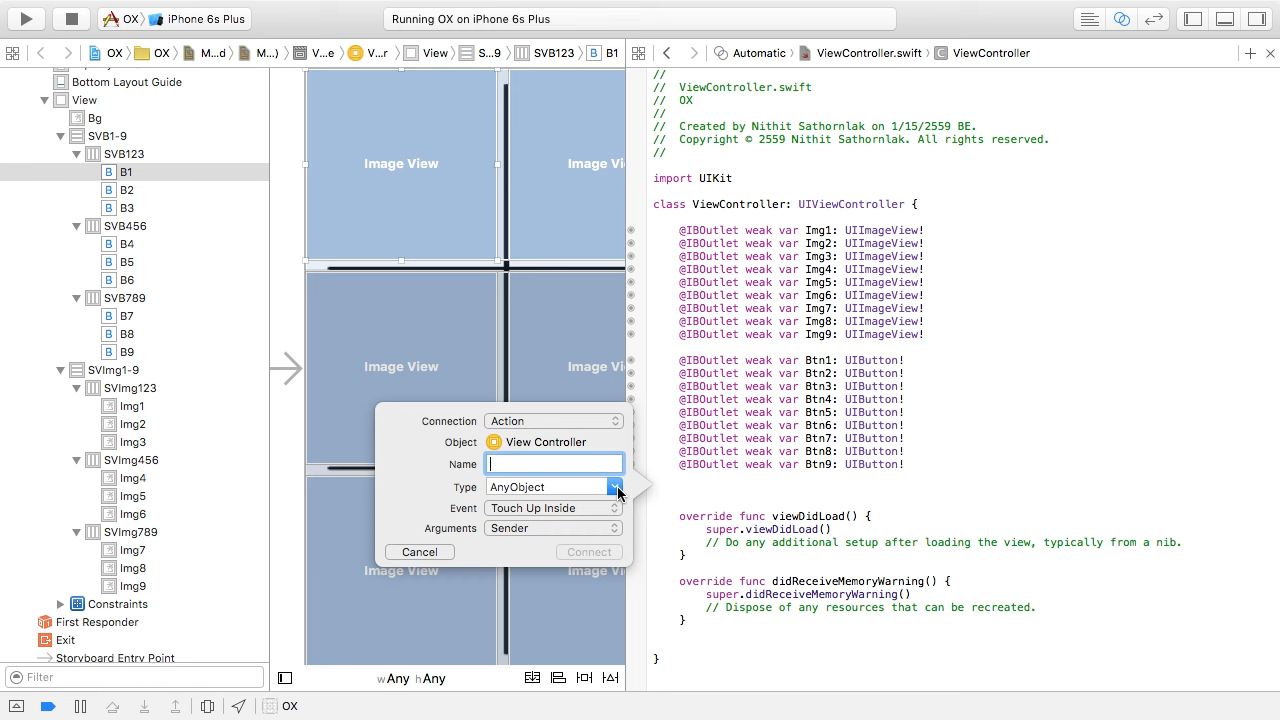 OX iPhone 6s Plus
Running OX on iPhone 6s Plus
OX OX M...d M...) V...e V...r View S...9 SVB123 B B1
Automatic ViewController.swift C ViewController
Bottom Layout Guide
View
Bg
SVB1-9
SVB123
B B1
B B2
B B3
SVB456
B B4
B B5
B B6
SVB789
B B7
B B8
B B9
SVImg1-9
SVImg123
Img1
Img2
Img3
SVImg456
Img4
Img5
Img6
SVImg789
Img7
Img8
Img9
Constraints
First Responder
Exit
Storyboard Entry Point
Filter
Image View
Image Vi
Image View
Image Vi
Image View
Image Vi
Connection Action
Object View Controller
Name
Type AnyObject
Event Touch Up Inside
Arguments Sender
Cancel Connect
wAny hAny
//
// ViewController.swift
// OX
//
// Created by Nithit Sathornlak on 1/15/2559 BE.
// Copyright © 2559 Nithit Sathornlak. All rights reserved.
//
import UIKit
class ViewController: UIViewController {
@IBOutlet weak var Img1: UIImageView!
@IBOutlet weak var Img2: UIImageView!
@IBOutlet weak var Img3: UIImageView!
@IBOutlet weak var Img4: UIImageView!
@IBOutlet weak var Img5: UIImageView!
@IBOutlet weak var Img6: UIImageView!
@IBOutlet weak var Img7: UIImageView!
@IBOutlet weak var Img8: UIImageView!
@IBOutlet weak var Img9: UIImageView!
@IBOutlet weak var Btn1: UIButton!
@IBOutlet weak var Btn2: UIButton!
@IBOutlet weak var Btn3: UIButton!
@IBOutlet weak var Btn4: UIButton!
@IBOutlet weak var Btn5: UIButton!
@IBOutlet weak var Btn6: UIButton!
@IBOutlet weak var Btn7: UIButton!
@IBOutlet weak var Btn8: UIButton!
@IBOutlet weak var Btn9: UIButton!
override func viewDidLoad() {
super.viewDidLoad()
// Do any additional setup after loading the view, typically from a nib.
}
override func didReceiveMemoryWarning() {
super.didReceiveMemoryWarning()
// Dispose of any resources that can be recreated.
}
}
OX